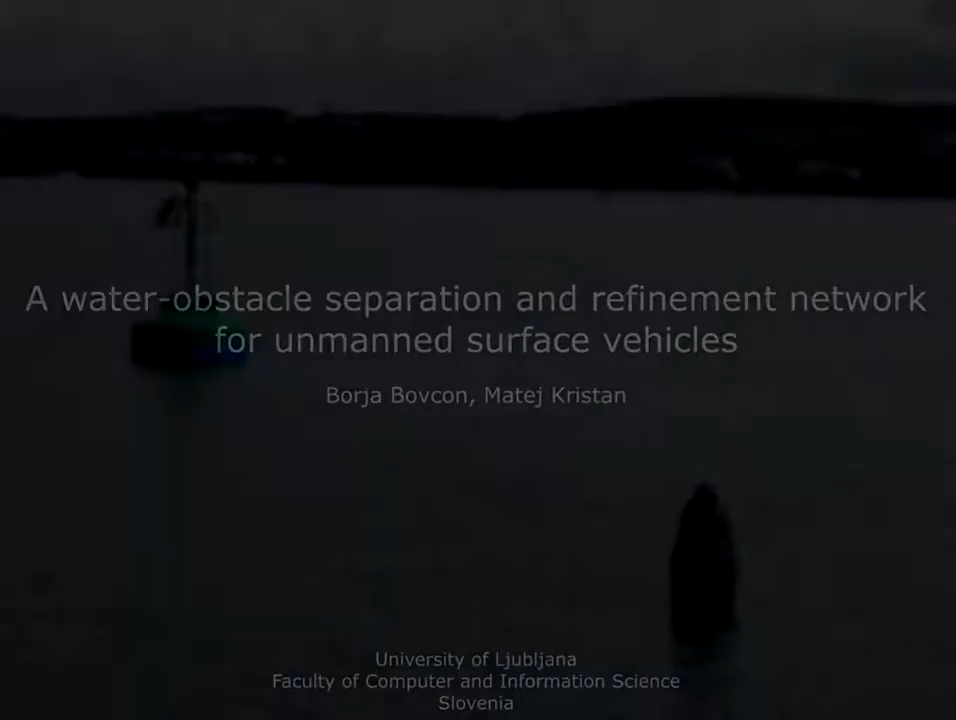 A water-obstacle separation and refinement network
for unmanned surface vehicles
Borja Bovcon, Matej Kristan
University of Ljubljana
Faculty of Computer and Information Science
Slovenia